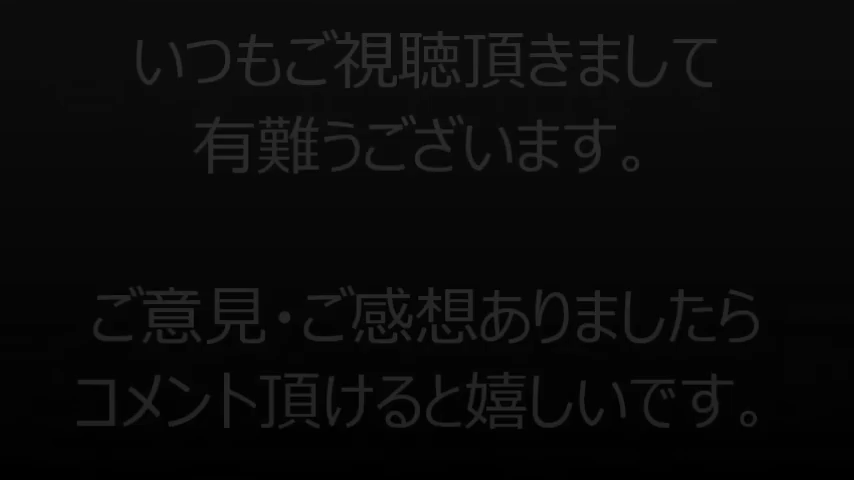 いつもご視聴頂きまして
有難うございます。
ご意見・ご感想ありましたら
コメント頂けると嬉しいです。